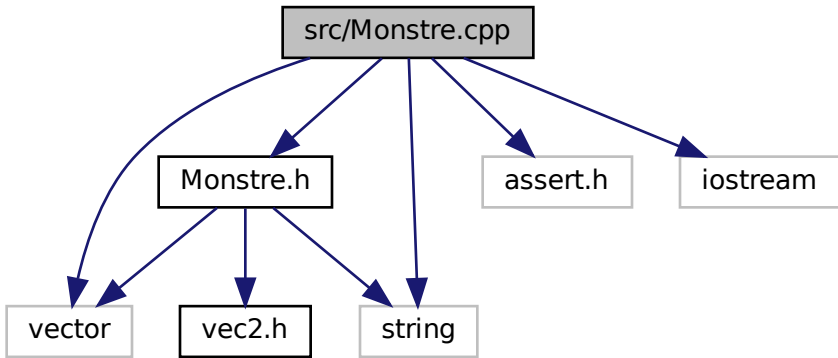 src/Monstre.cpp
Monstre.h
assert.h
iostream
vector
vec2.h
string